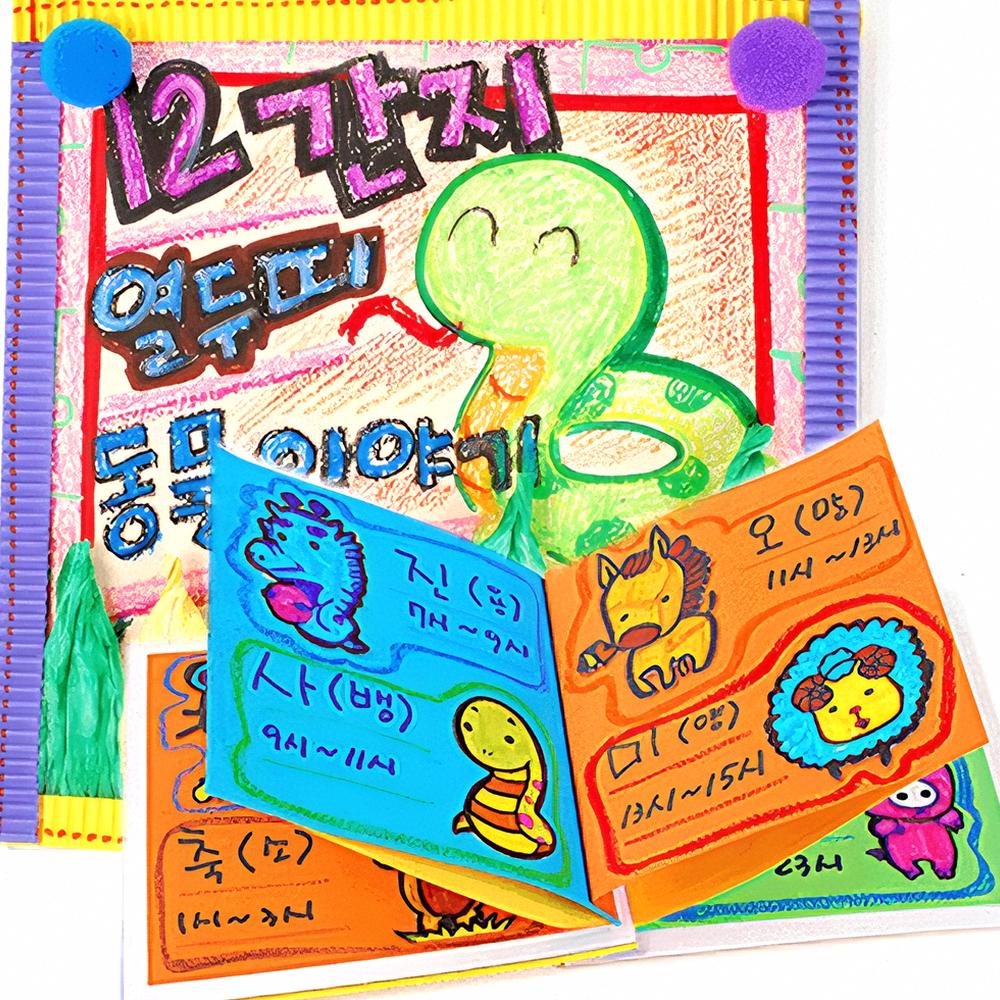 12간지
열두띠
동물 이야기
진 (용)
7시~9시
사 (뱀)
9시~11시
오 (말)
11시~13시
미 (양)
13시~15시
축 (소)
1시~3시
23시